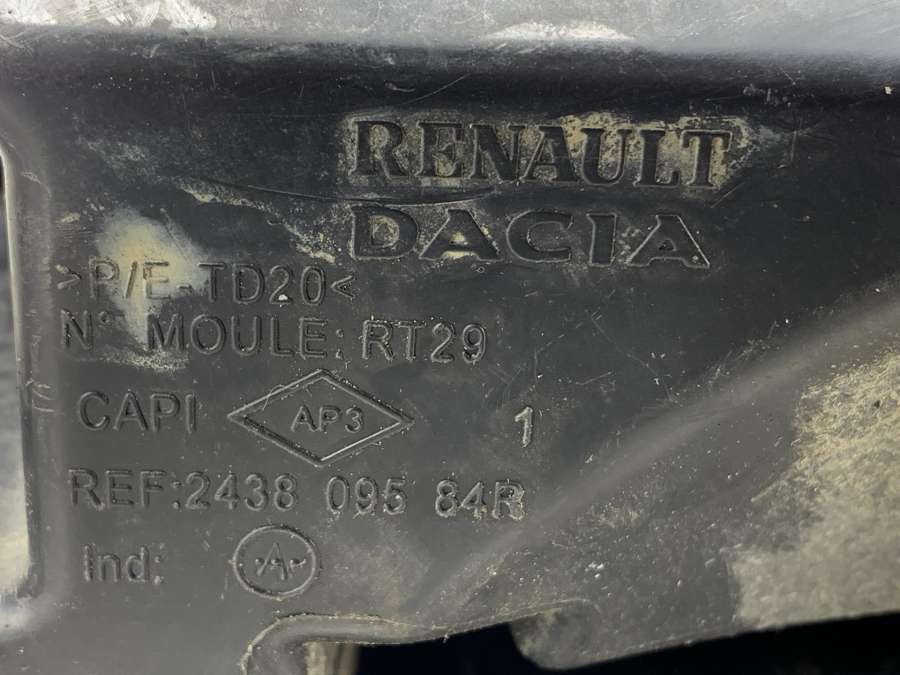 RENAULT
DACIA
>P/E-TD20<
N° MOULE: RT29
CAPI AP3 1
REF:2438 095 84R
Ind: A